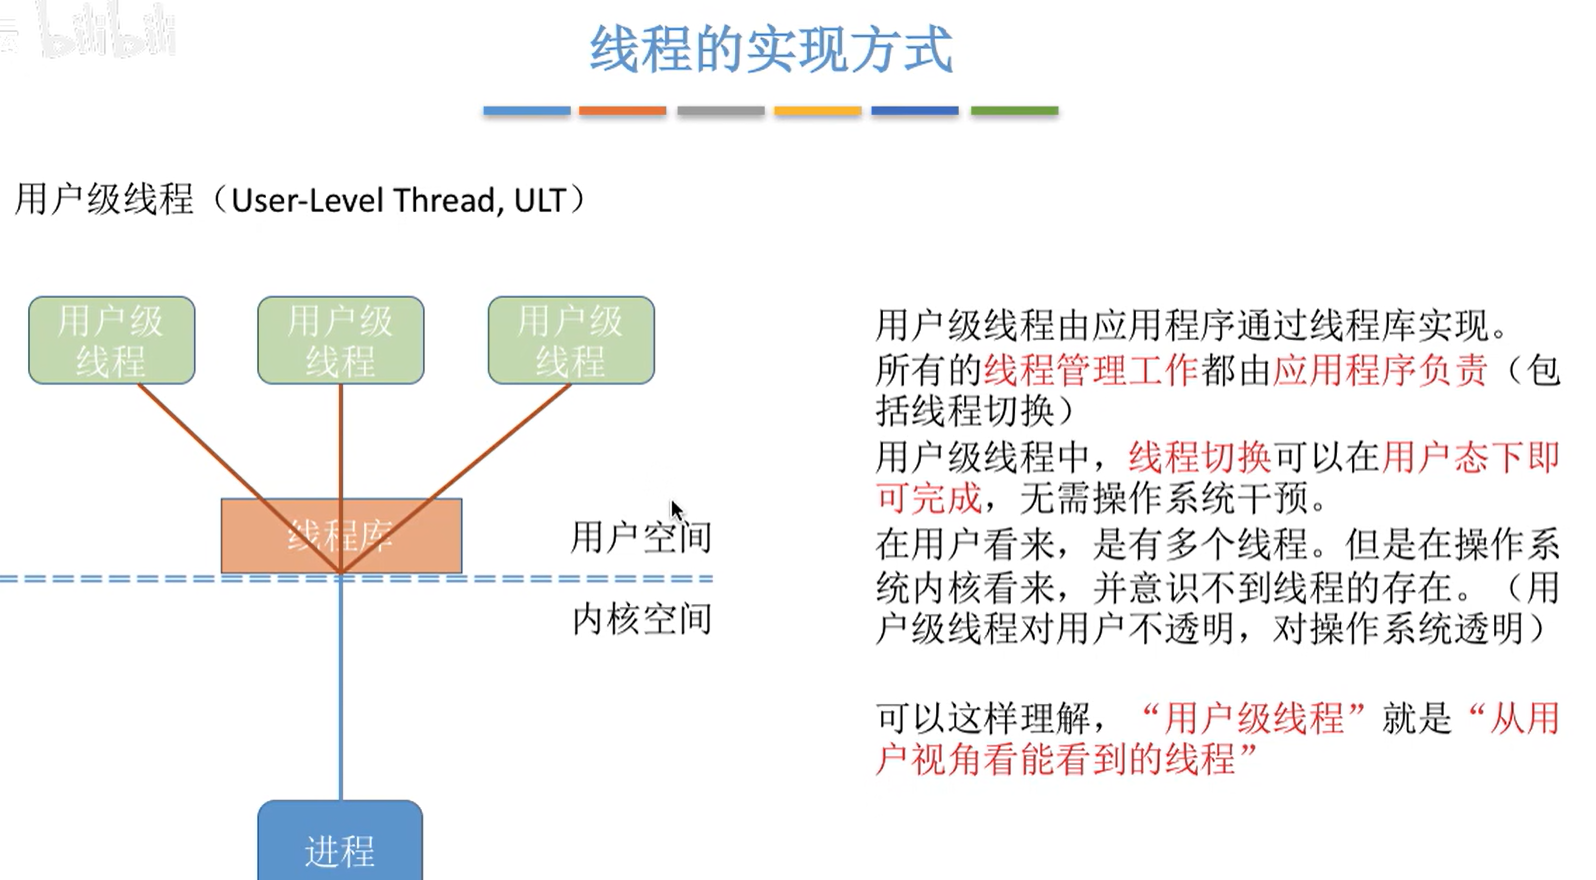 bilibili
线程的实现方式
用户级线程（User-Level Thread, ULT）
用户级
线程
用户级
线程
用户级
线程
线程库
用户空间
内核空间
进程
用户级线程由应用程序通过线程库实现。
所有的线程管理工作都由应用程序负责（包
括线程切换）
用户级线程中，线程切换可以在用户态下即
可完成，无需操作系统干预。
在用户看来，是有多个线程。但是在操作系
统内核看来，并意识不到线程的存在。（用
户级线程对用户不透明，对操作系统透明）
可以这样理解，“用户级线程”就是“从用
户视角看能看到的线程”